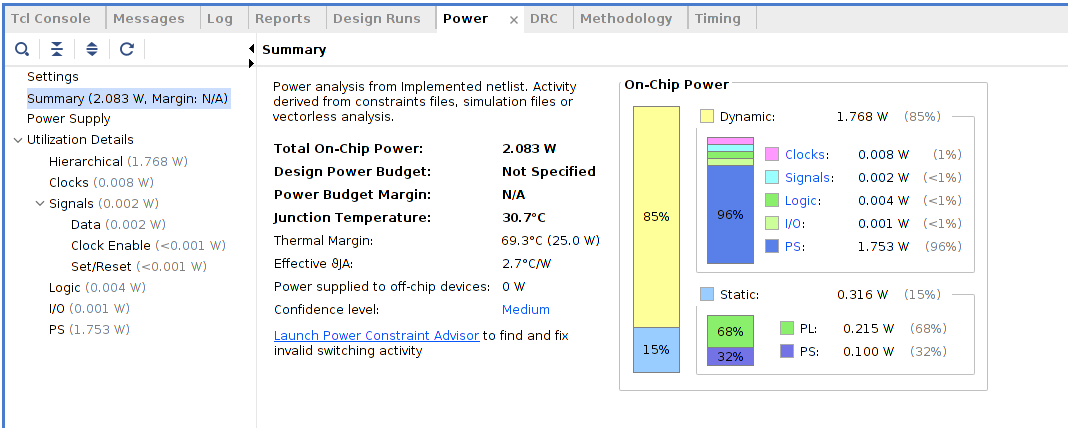 Tcl Console Messages Log Reports Design Runs Power × DRC Methodology Timing
Summary
Settings
Summary (2.083 W, Margin: N/A)
Power Supply
Utilization Details
Hierarchical (1.768 W)
Clocks (0.008 W)
Signals (0.002 W)
Data (0.002 W)
Clock Enable (<0.001 W)
Set/Reset (<0.001 W)
Logic (0.004 W)
I/O (0.001 W)
PS (1.753 W)
Power analysis from Implemented netlist. Activity
derived from constraints files, simulation files or
vectorless analysis.
Total On-Chip Power: 2.083 W
Design Power Budget: Not Specified
Power Budget Margin: N/A
Junction Temperature: 30.7°C
Thermal Margin: 69.3°C (25.0 W)
Effective ϑJA: 2.7°C/W
Power supplied to off-chip devices: 0 W
Confidence level: Medium
Launch Power Constraint Advisor to find and fix
invalid switching activity
On-Chip Power
85%
15%
Dynamic: 1.768 W (85%)
96%
Clocks: 0.008 W (1%)
Signals: 0.002 W (<1%)
Logic: 0.004 W (<1%)
I/O: 0.001 W (<1%)
PS: 1.753 W (96%)
Static: 0.316 W (15%)
68%
32%
PL: 0.215 W (68%)
PS: 0.100 W (32%)